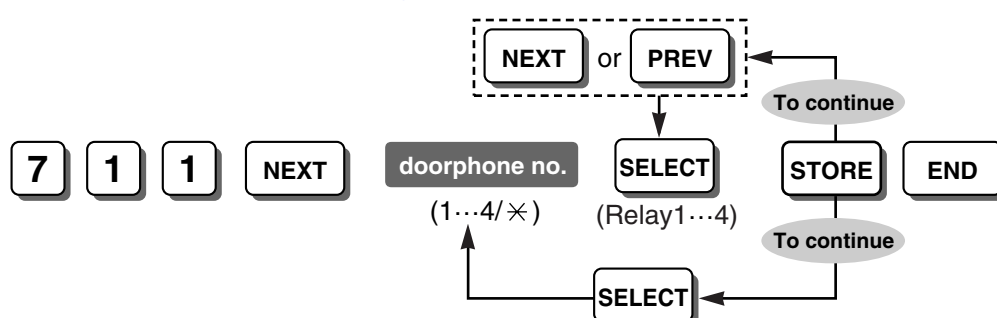 NEXT or PREV
To continue
7 1 1 NEXT doorphone no. SELECT STORE END
(1···4/✳) (Relay1···4)
To continue
SELECT